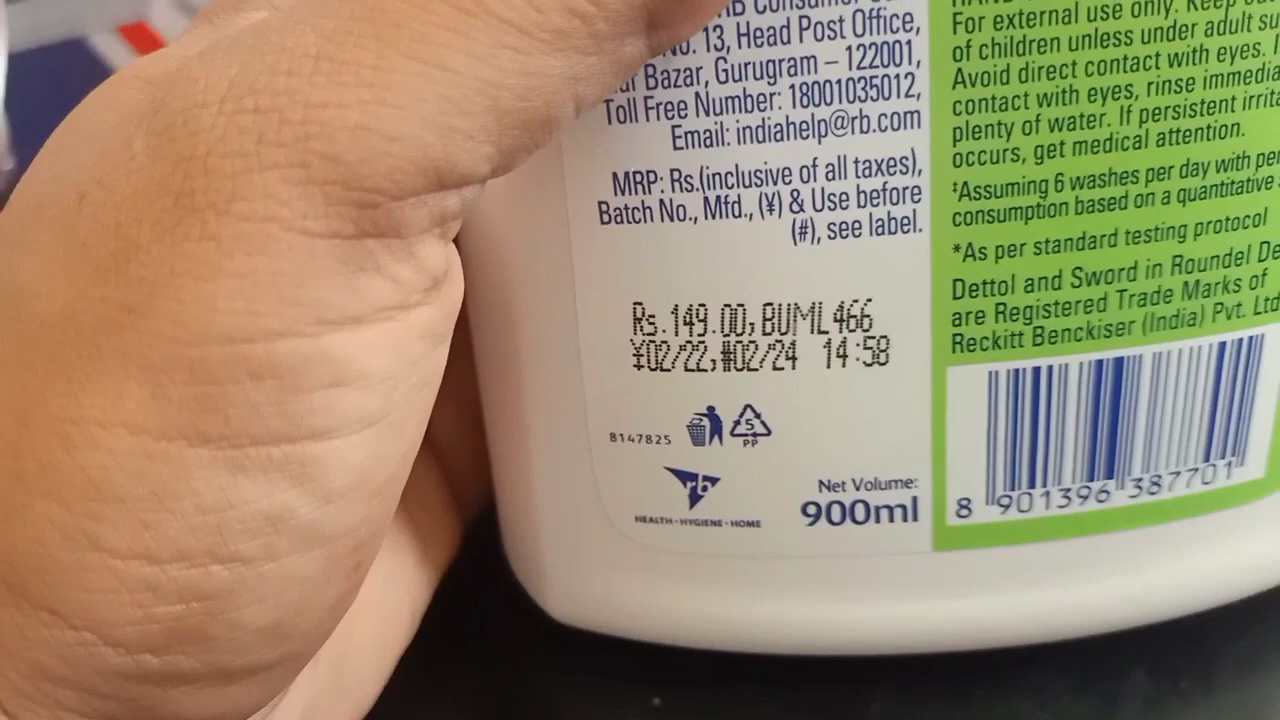 Consumer
No. 13, Head Post Office,
Bazar, Gurugram – 122001,
Toll Free Number: 18001035012,
Email: indiahelp@rb.com
MRP: Rs.(inclusive of all taxes),
Batch No., Mfd., (¥) & Use before
(#), see label.
Rs.149.00,BUML466
¥02/22,#02/24 14:58
8147825
5
PP
rb
HEALTH • HYGIENE • HOME
Net Volume:
900ml
For external use only. Keep
of children unless under adult
Avoid direct contact with eyes.
contact with eyes, rinse
plenty of water. If persistent
occurs, get medical attention.
‡Assuming 6 washes per day with
consumption based on a quantitative
*As per standard testing protocol
Dettol and Sword in Roundel
are Registered Trade Marks of
Reckitt Benckiser (India) Pvt. Ltd
8 901396 387701